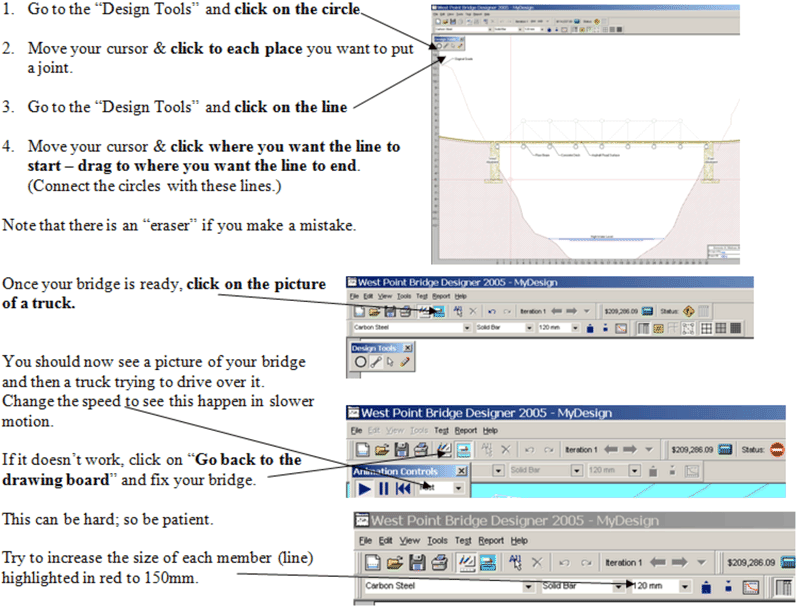 1. Go to the “Design Tools” and click on the circle.
2. Move your cursor & click to each place you want to put
a joint.
3. Go to the “Design Tools” and click on the line
4. Move your cursor & click where you want the line to
start – drag to where you want the line to end.
(Connect the circles with these lines.)
Note that there is an “eraser” if you make a mistake.
West Point Bridge Designer 2005 - MyDesign
Once your bridge is ready, click on the picture
of a truck.
West Point Bridge Designer 2005 - MyDesign
File Edit View Tools Test Report Help
Iteration 1 $209,286.09 Status:
Carbon Steel Solid Bar 120 mm
Design Tools
You should now see a picture of your bridge
and then a truck trying to drive over it.
Change the speed to see this happen in slower
motion.
If it doesn’t work, click on “Go back to the
drawing board” and fix your bridge.
West Point Bridge Designer 2005 - MyDesign
File Edit View Tools Test Report Help
Iteration 1 $209,286.09 Status:
Animation Controls Solid Bar 120 mm
This can be hard; so be patient.
Try to increase the size of each member (line)
highlighted in red to 150mm.
West Point Bridge Designer 2005 - MyDesign
File Edit View Tools Test Report Help
Iteration 1 $209,286.09
Carbon Steel Solid Bar 120 mm